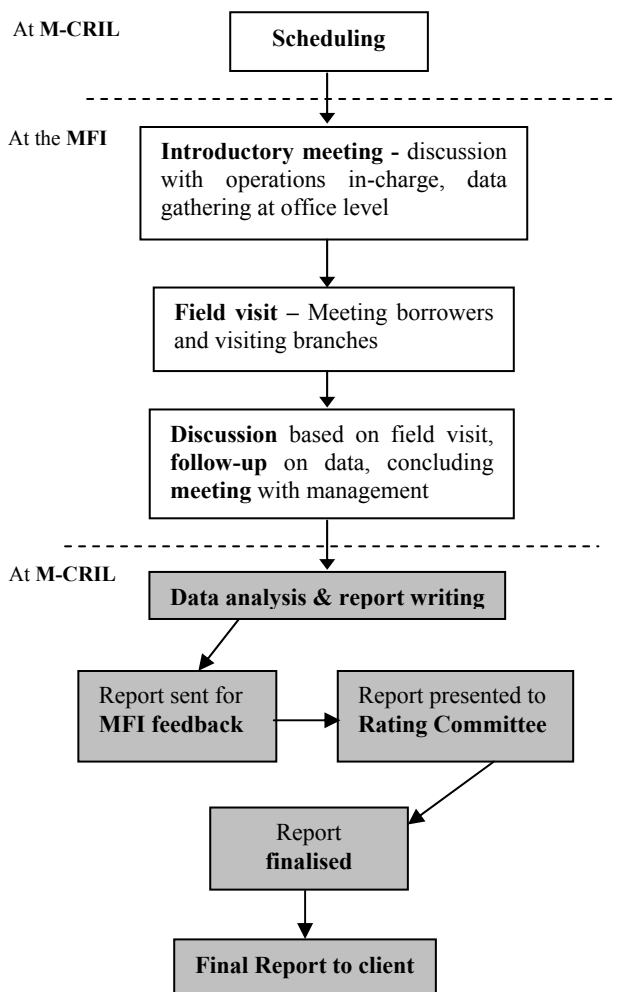 At M-CRIL
Scheduling
At the MFI
Introductory meeting - discussion
with operations in-charge, data
gathering at office level
Field visit – Meeting borrowers
and visiting branches
Discussion based on field visit,
follow-up on data, concluding
meeting with management
At M-CRIL
Data analysis & report writing
Report sent for
MFI feedback
Report presented to
Rating Committee
Report
finalised
Final Report to client